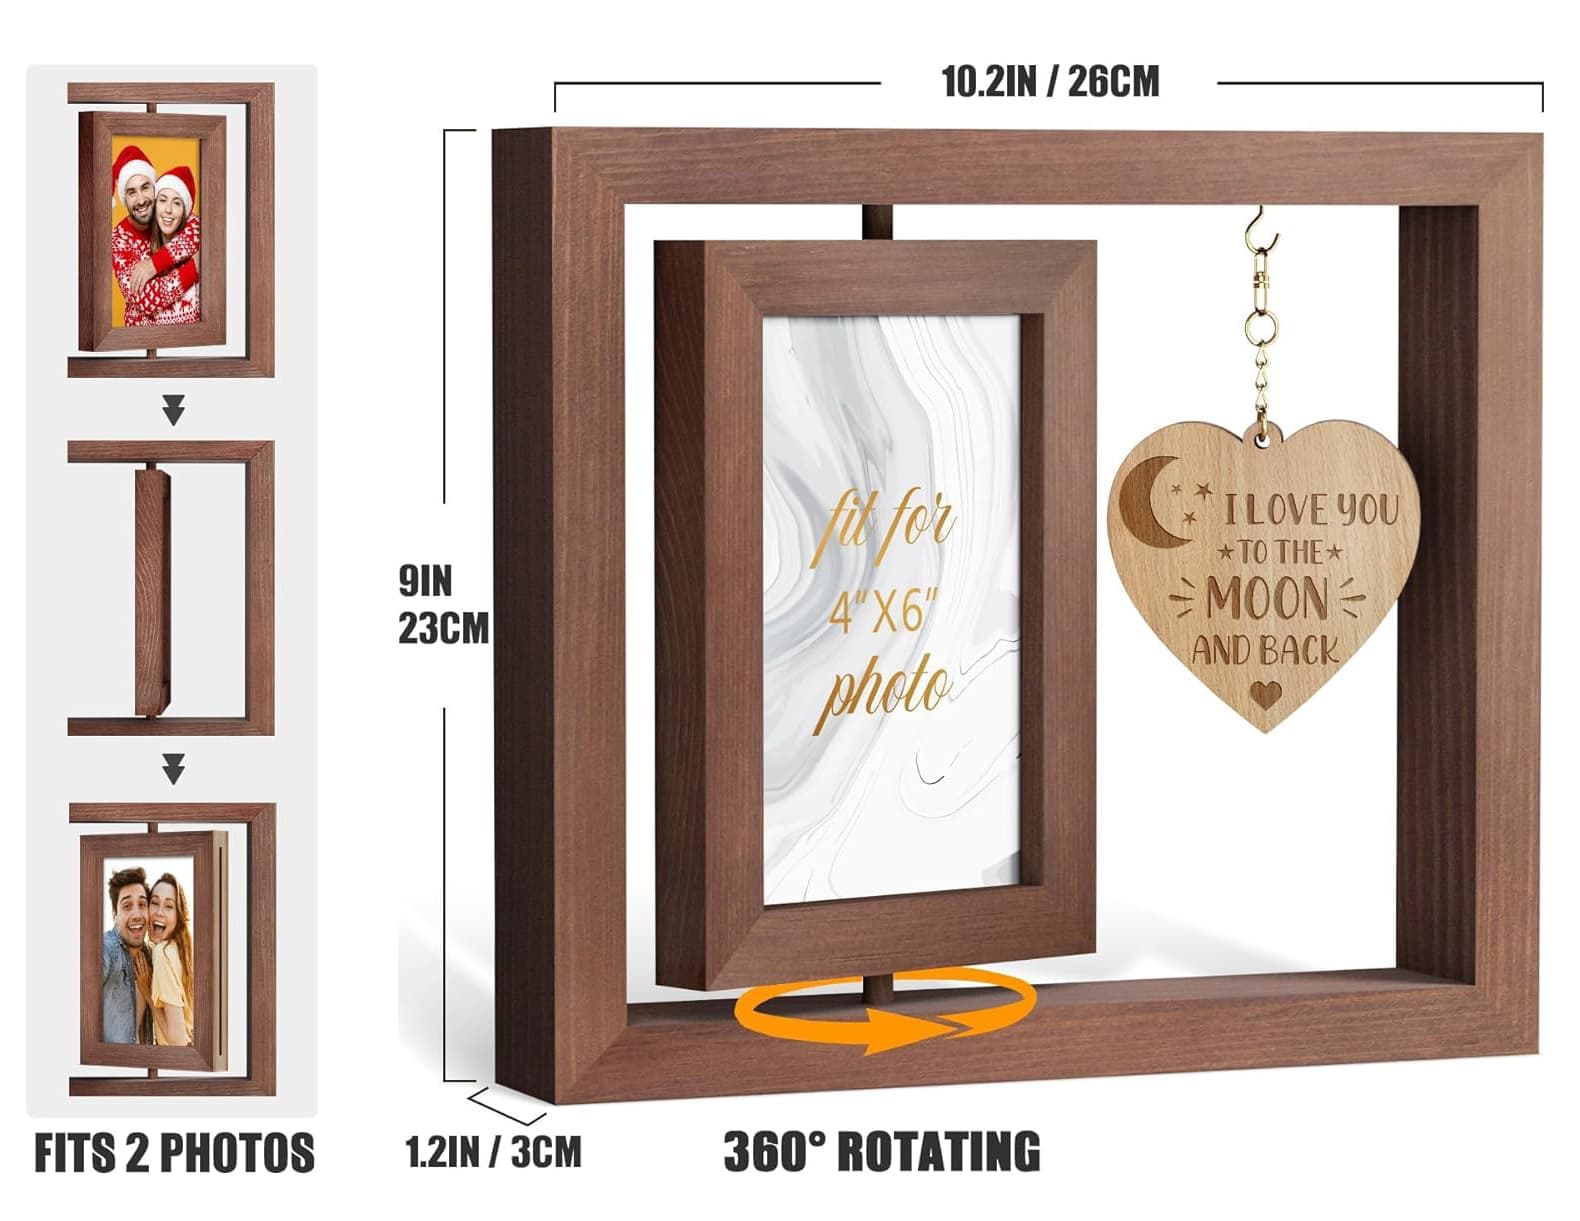 10.2IN / 26CM
9IN
23CM
fit for
4"X6"
photo
I LOVE YOU
TO THE
MOON
AND BACK
FITS 2 PHOTOS
1.2IN / 3CM
360° ROTATING